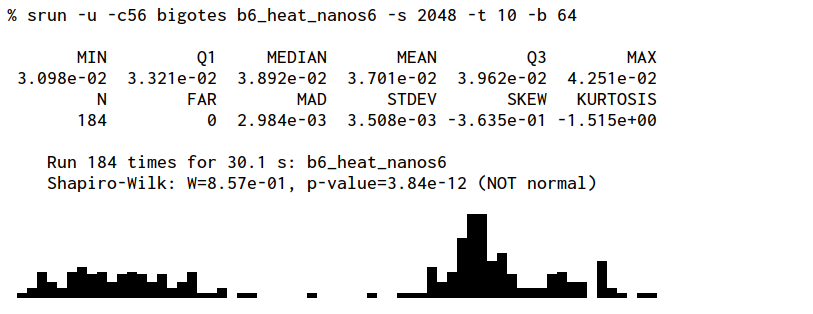 % srun -u -c56 bigotes b6_heat_nanos6 -s 2048 -t 10 -b 64
MIN Q1 MEDIAN MEAN Q3 MAX
3.098e-02 3.321e-02 3.892e-02 3.701e-02 3.962e-02 4.251e-02
N FAR MAD STDEV SKEW KURTOSIS
184 0 2.984e-03 3.508e-03 -3.635e-01 -1.515e+00
Run 184 times for 30.1 s: b6_heat_nanos6
Shapiro-Wilk: W=8.57e-01, p-value=3.84e-12 (NOT normal)